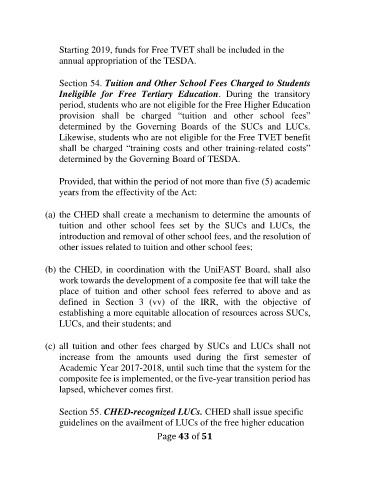 Starting 2019, funds for Free TVET shall be included in the
annual appropriation of the TESDA.
Section 54. Tuition and Other School Fees Charged to Students
Ineligible for Free Tertiary Education. During the transitory
period, students who are not eligible for the Free Higher Education
provision shall be charged “tuition and other school fees”
determined by the Governing Boards of the SUCs and LUCs.
Likewise, students who are not eligible for the Free TVET benefit
shall be charged “training costs and other training-related costs”
determined by the Governing Board of TESDA.
Provided, that within the period of not more than five (5) academic
years from the effectivity of the Act:
(a) the CHED shall create a mechanism to determine the amounts of
tuition and other school fees set by the SUCs and LUCs, the
introduction and removal of other school fees, and the resolution of
other issues related to tuition and other school fees;
(b) the CHED, in coordination with the UniFAST Board, shall also
work towards the development of a composite fee that will take the
place of tuition and other school fees referred to above and as
defined in Section 3 (vv) of the IRR, with the objective of
establishing a more equitable allocation of resources across SUCs,
LUCs, and their students; and
(c) all tuition and other fees charged by SUCs and LUCs shall not
increase from the amounts used during the first semester of
Academic Year 2017-2018, until such time that the system for the
composite fee is implemented, or the five-year transition period has
lapsed, whichever comes first.
Section 55. CHED-recognized LUCs. CHED shall issue specific
guidelines on the availment of LUCs of the free higher education
Page 43 of 51